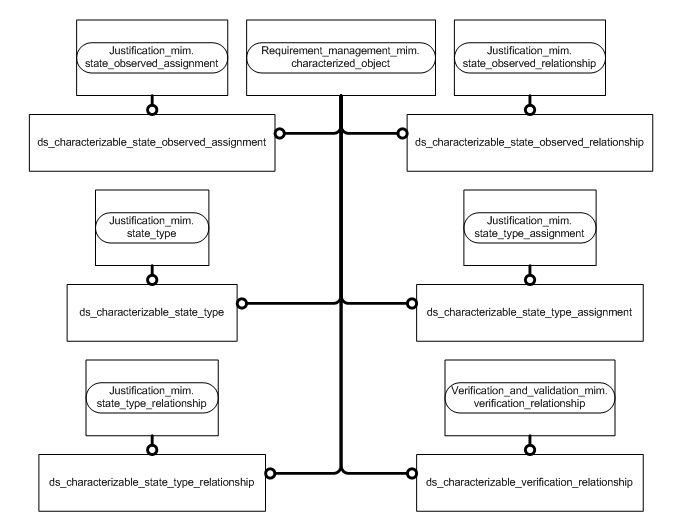 Justification_mim.
state_observed_assignment
Requirement_management_mim.
characterized_object
Justification_mim.
state_observed_relationship
ds_characterizable_state_observed_assignment
ds_characterizable_state_observed_relationship
Justification_mim.
state_type
Justification_mim.
state_type_assignment
ds_characterizable_state_type
ds_characterizable_state_type_assignment
Justification_mim.
state_type_relationship
Verification_and_validation_mim.
verification_relationship
ds_characterizable_state_type_relationship
ds_characterizable_verification_relationship